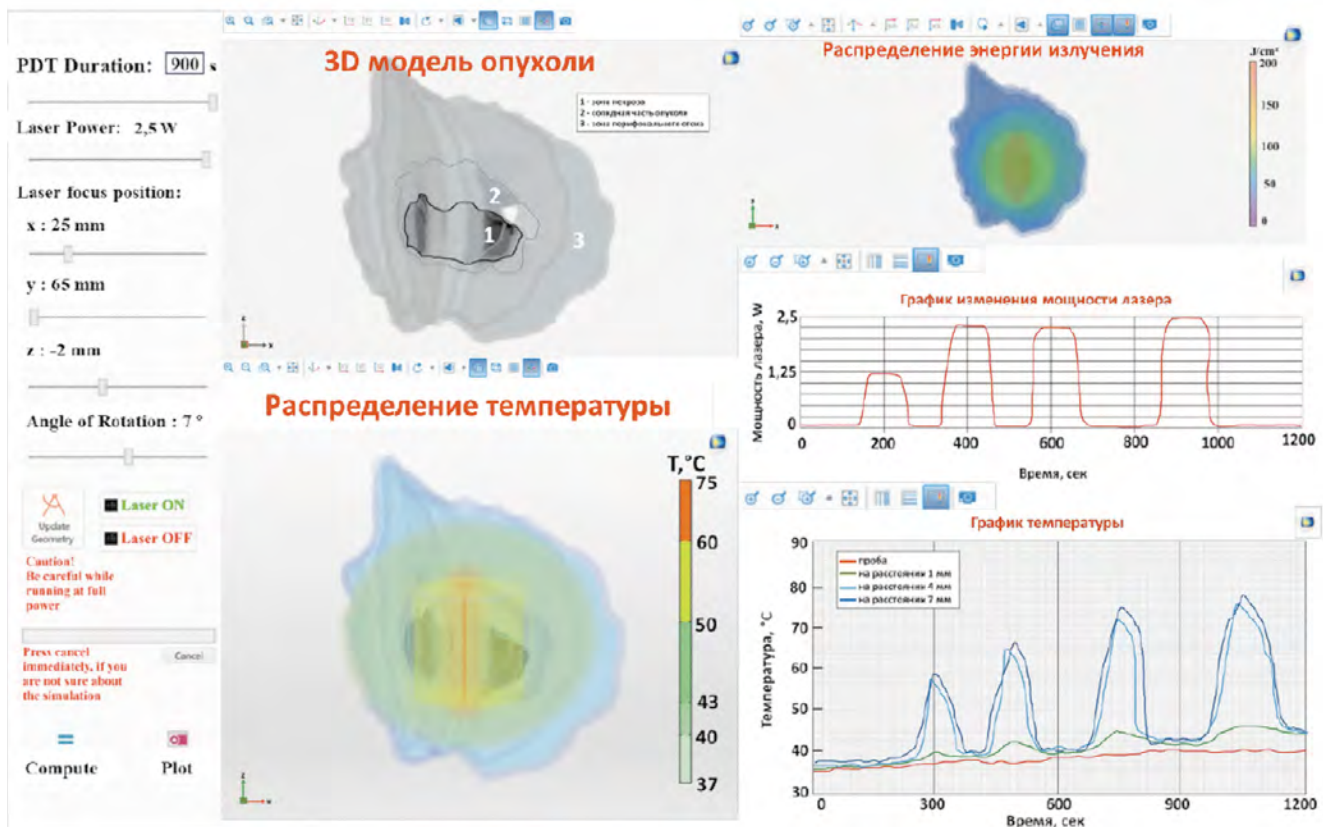 PDT Duration: 900 s
Laser Power: 2,5 W
Laser focus position:
x : 25 mm
y : 65 mm
z : -2 mm
Angle of Rotation : 7 °
Update
Geometry
Laser ON
Laser OFF
Caution!
Be careful while
running at full
power
Cancel
Press cancel
immediately, if you
are not sure about
the simulation
Compute
Plot
3D модель опухоли
1 - зона некроза
2 - солидная часть опухоли
3 - зона перифокального отека
2
1
3
z
x
Распределение температуры
T,°C
75
60
50
43
40
37
z
x
Распределение энергии излучения
J/cm²
200
150
100
50
0
График изменения мощности лазера
Мощность лазера, W
2,5
1,25
0
0
200
400
600
800
1000
1200
Время, сек
График температуры
проба
на расстоянии 1 мм
на расстоянии 4 мм
на расстоянии 7 мм
Температура, °C
90
80
70
60
50
40
30
0
300
600
900
1200
Время, сек